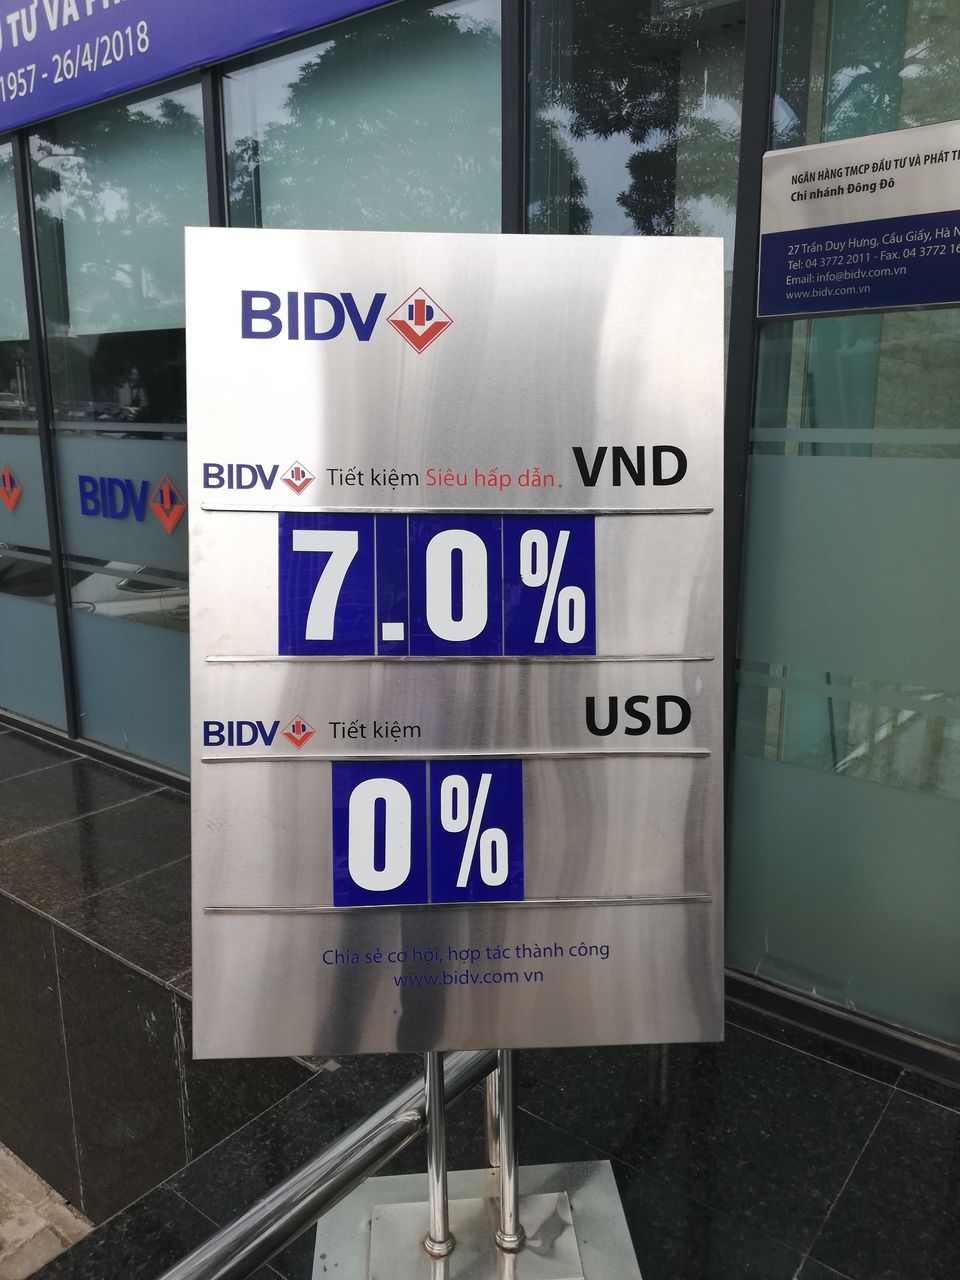 TƯ VÀ
1957 - 26/4/2018
NGÂN HÀNG TMCP ĐẦU TƯ VÀ PHÁT
Chi nhánh Đông Đô
27 Trần Duy Hưng, Cầu Giấy, Hà
Tel: 04 3772 2011 - Fax. 04 3772
Email: info@bidv.com.vn
www.bidv.com.vn
BIDV
BIDV Tiết kiệm Siêu hấp dẫn VND
7.0%
BIDV Tiết kiệm USD
0%
Chia sẻ cơ hội, hợp tác thành công
www.bidv.com vn
BIDV